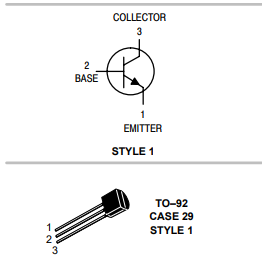 COLLECTOR
3
2
BASE
1
EMITTER
STYLE 1
TO–92
CASE 29
STYLE 1
1
2
3